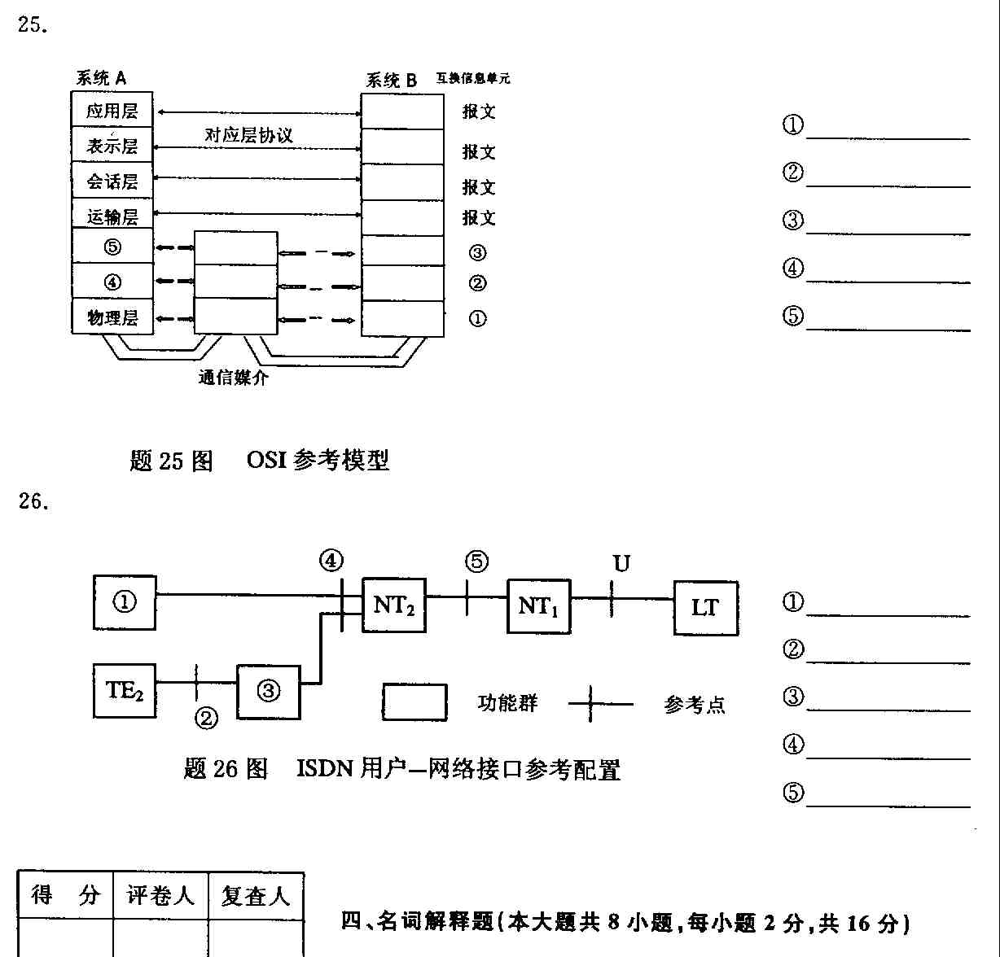 25.
系统 A
系统 B 互换信息单元
应用层 报文
对应层协议
表示层 报文
会话层 报文
运输层 报文
⑤ ③
④ ②
物理层 ①
通信媒介
题 25 图 OSI 参考模型
①
②
③
④
⑤
26.
④ ⑤ U
① NT₂ NT₁ LT
TE₂ ② ③
功能群 参考点
题 26 图 ISDN 用户—网络接口参考配置
①
②
③
④
⑤
得 分 评卷人 复查人
四、名词解释题(本大题共 8 小题,每小题 2 分,共 16 分)